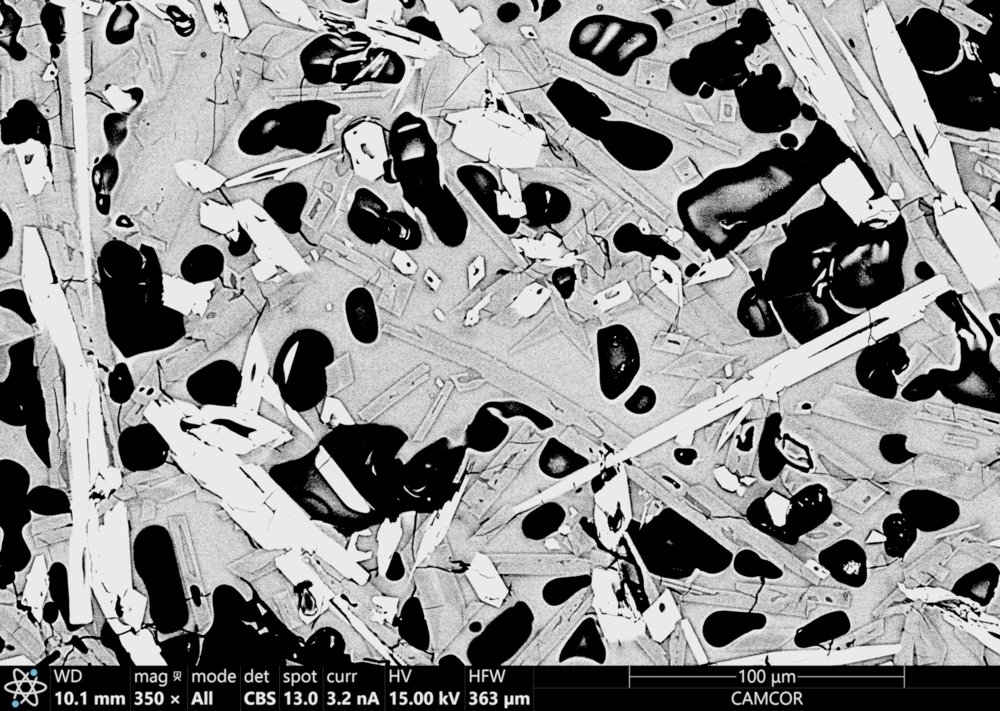 WD mag mode det spot curr HV HFW
10.1 mm 350 × All CBS 13.0 3.2 nA 15.00 kV 363 µm
100 µm
CAMCOR